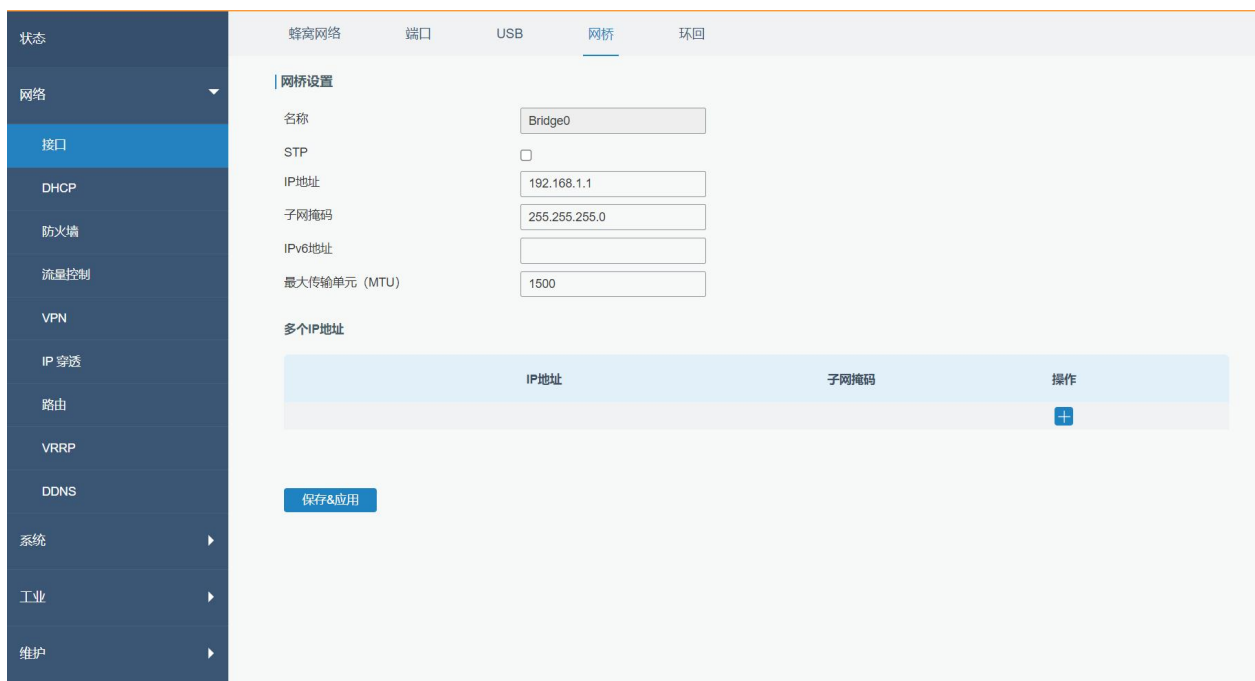 状态
网络
接口
DHCP
防火墙
流量控制
VPN
IP 穿透
路由
VRRP
DDNS
系统
工业
维护
蜂窝网络 端口 USB 网桥 环回
网桥设置
名称 Bridge0
STP
IP地址 192.168.1.1
子网掩码 255.255.255.0
IPv6地址
最大传输单元（MTU） 1500
多个IP地址
IP地址 子网掩码 操作
保存&应用